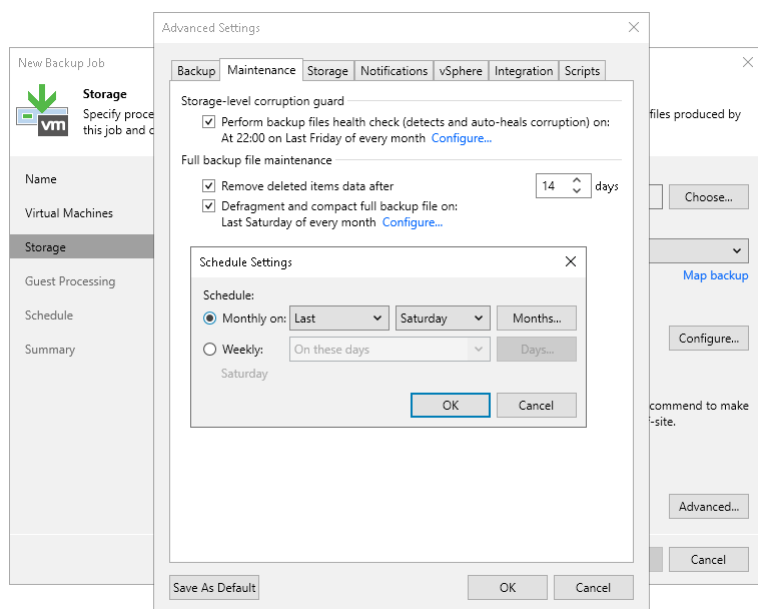 Advanced Settings
New Backup Job
Storage
Specify proce
this job and c
files produced by
vm
Name
Virtual Machines
Storage
Guest Processing
Schedule
Summary
Backup Maintenance Storage Notifications vSphere Integration Scripts
Storage-level corruption guard
Perform backup files health check (detects and auto-heals corruption) on:
At 22:00 on Last Friday of every month Configure...
Full backup file maintenance
Remove deleted items data after 14 days
Defragment and compact full backup file on:
Last Saturday of every month Configure...
Schedule Settings
Schedule:
Monthly on: Last Saturday Months...
Weekly: On these days Days...
Saturday
OK Cancel
Choose...
Map backup
Configure...
commend to make
f-site.
Advanced...
Cancel
Save As Default OK Cancel